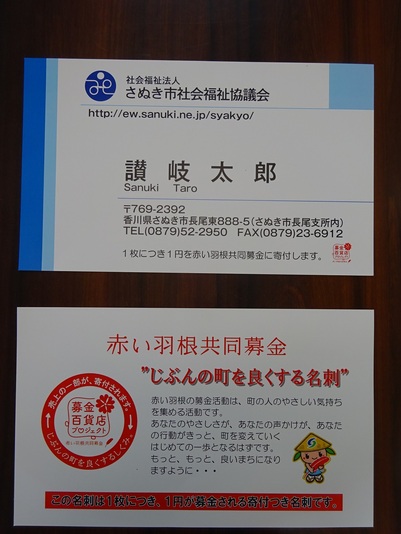 社会福祉法人
さぬき市社会福祉協議会
http://ew.sanuki.ne.jp/syakyo/
讃岐太郎
Sanuki Taro
〒769-2392
香川県さぬき市長尾東888-5(さぬき市長尾支所内)
TEL(0879)52-2950 FAX(0879)23-6912
1枚につき1円を赤い羽根共同募金に寄付します。
赤い羽根共同募金
"じぶんの町を良くする名刺"
売上の一部が、寄付されます。
募金
百貨店
プロジェクト
赤い羽根共同募金
じぶんの町を良くするしくみ。
赤い羽根の募金活動は、町の人のやさしい気持ち
を集める活動です。
あなたのやさしさが、あなたの声かけが、あなた
の行動がきっと、町を変えていく
はじめての一歩となるはずです。
もっと、もっと、良いまちになり
ますように・・・
この名刺は1枚につき、1円が募金される寄付つき名刺です。